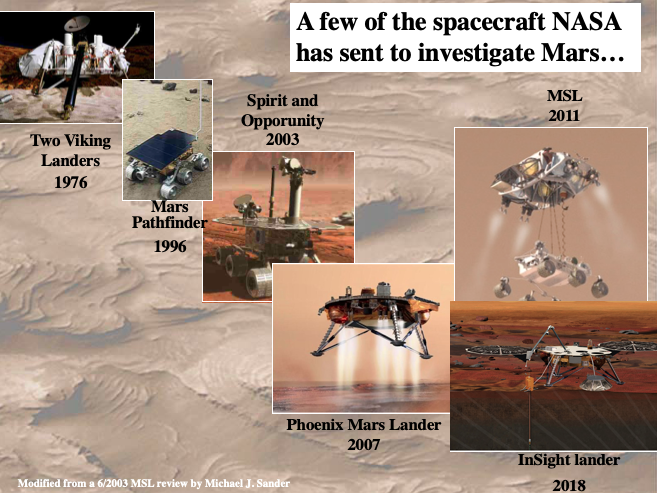 A few of the spacecraft NASA
has sent to investigate Mars…
Two Viking
Landers
1976
Mars
Pathfinder
1996
Spirit and
Opporunity
2003
MSL
2011
Phoenix Mars Lander
2007
InSight lander
2018
Modified from a 6/2003 MSL review by Michael J. Sander